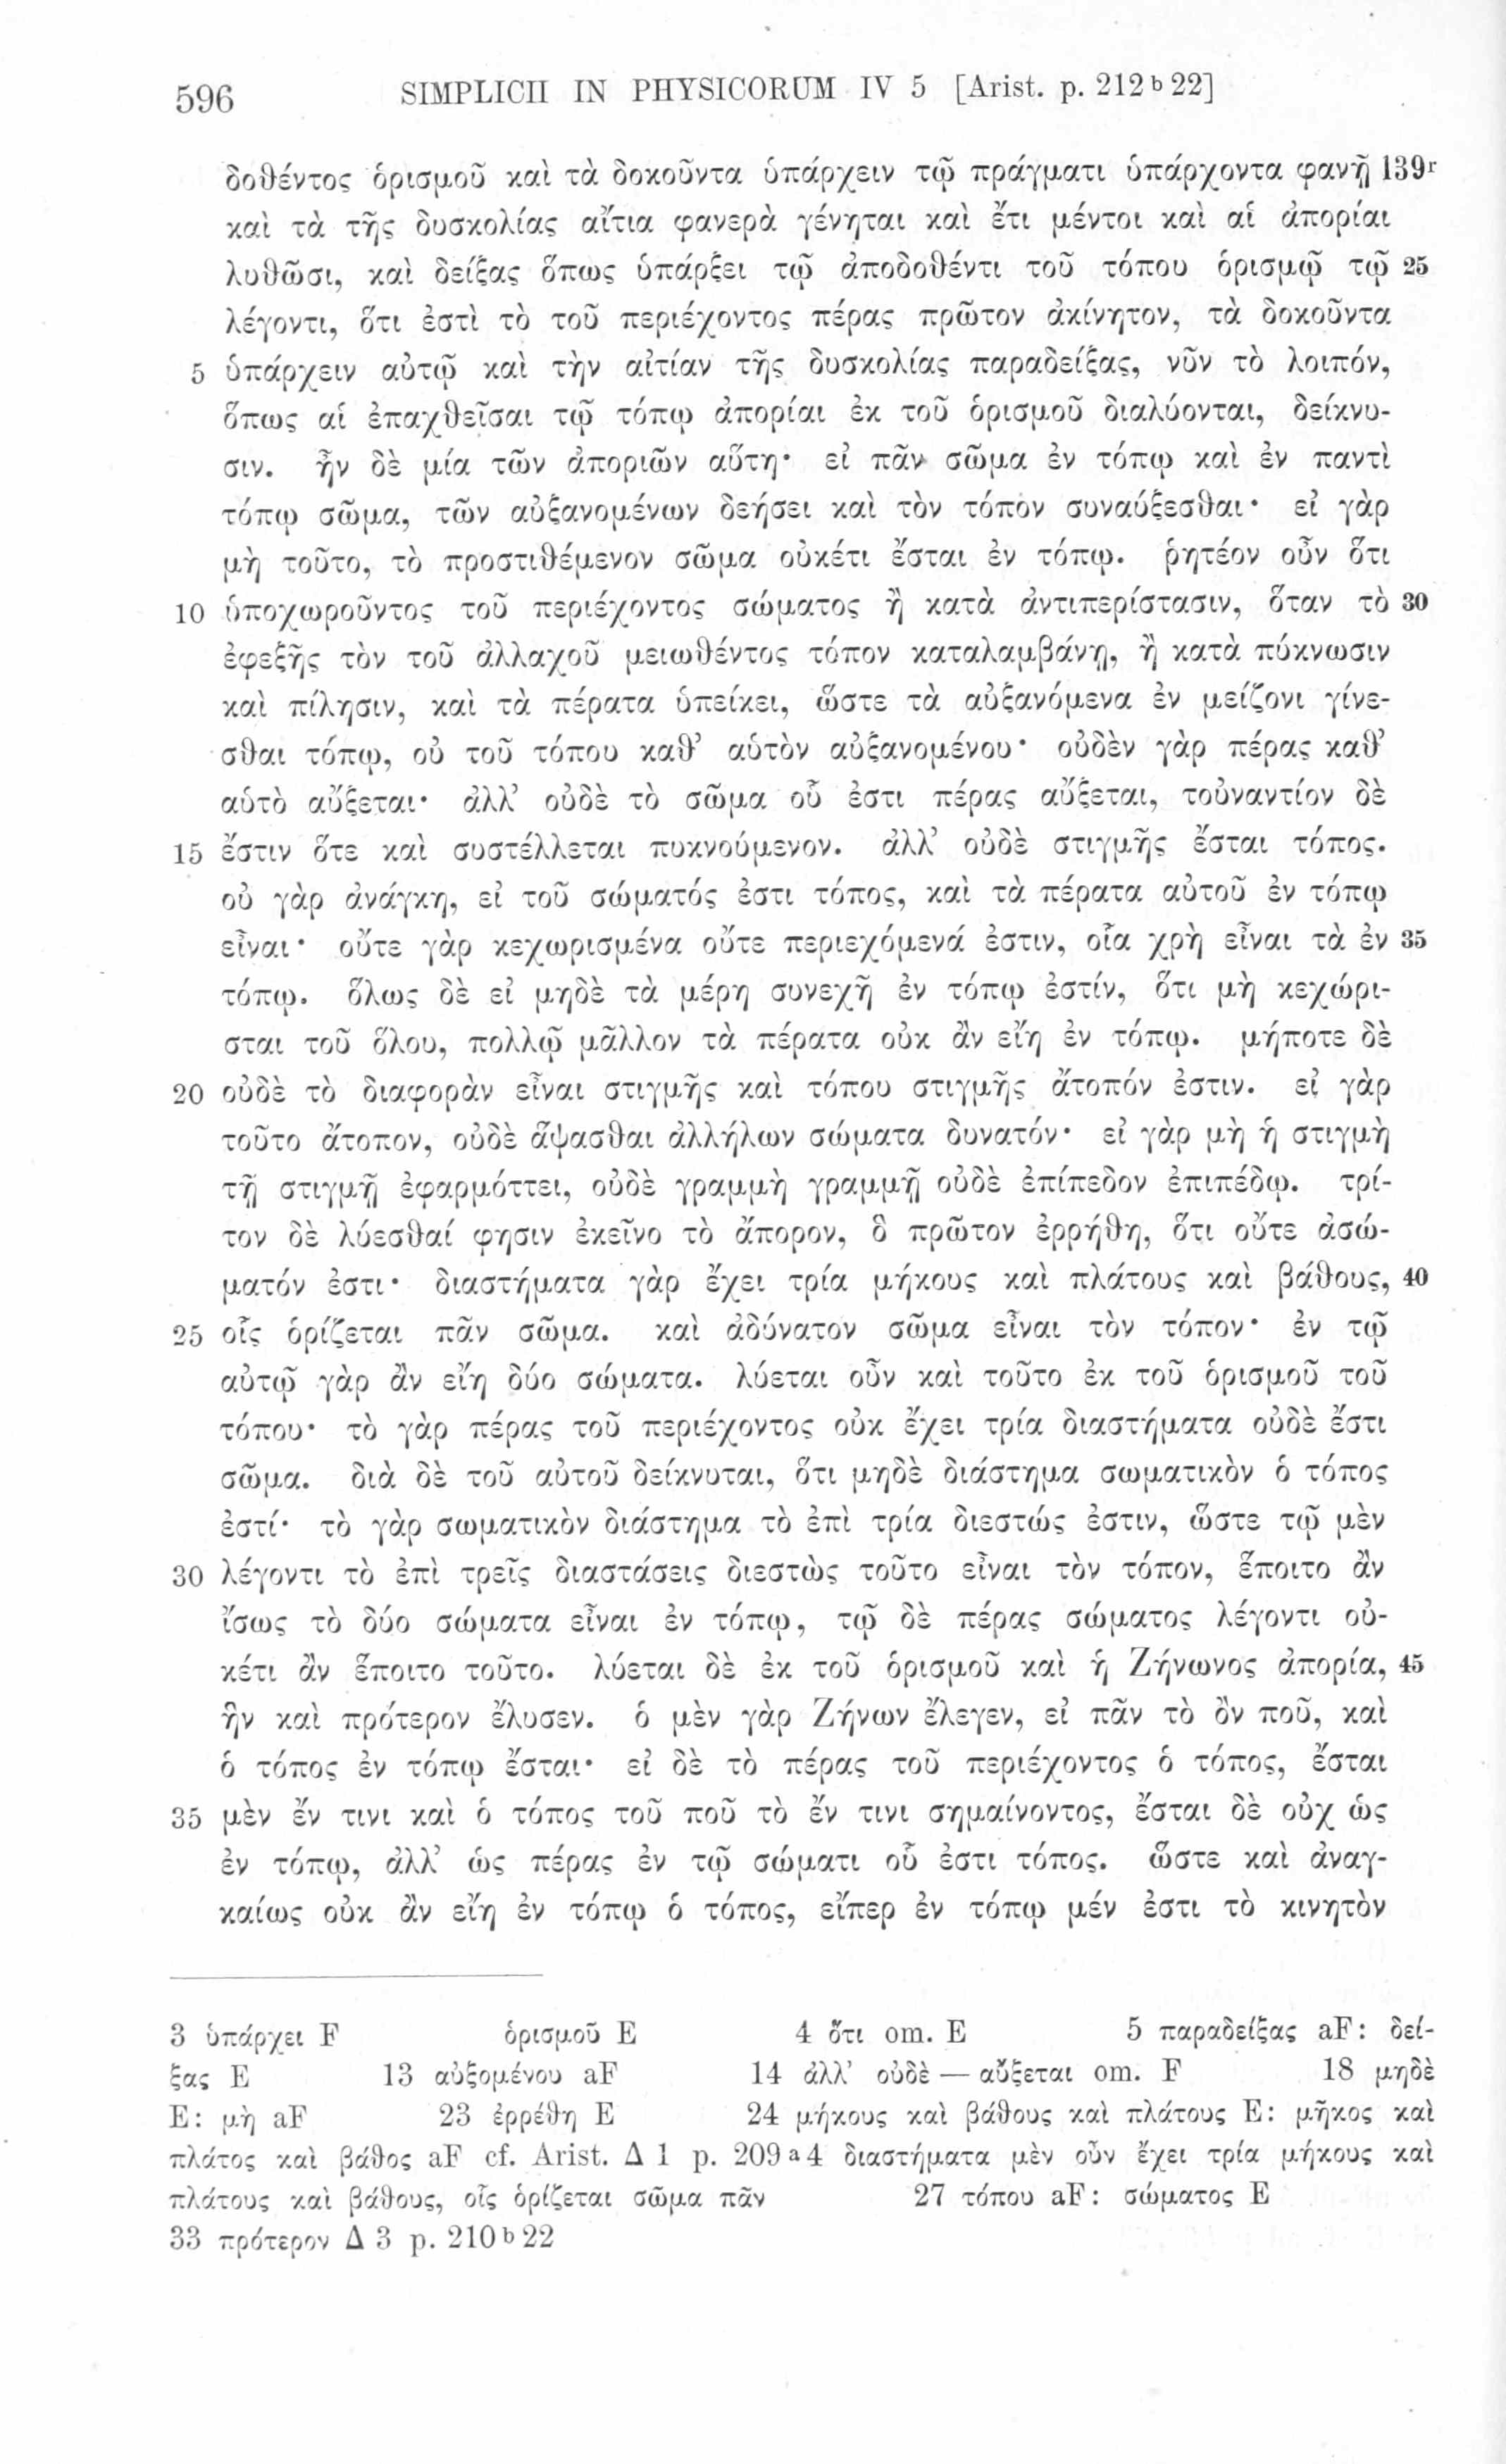 596 SIMPLICII IN PHYSICORUM IV 5 [Arist. p. 212 b 22]
δοθέντος ὁρισμοῦ καὶ τὰ δοκοῦντα ὑπάρχειν τῷ πράγματι ὑπάρχοντα φανῇ 139r
καὶ τὰ τῆς δυσκολίας αἴτια φανερὰ γένηται καὶ ἔτι μέντοι καὶ αἱ ἀπορίαι
λυθῶσι, καὶ δείξας ὅπως ὑπάρξει τῷ ἀποδοθέντι τοῦ τόπου ὁρισμῷ τῷ 25
λέγοντι, ὅτι ἐστὶ τὸ τοῦ περιέχοντος πέρας πρῶτον ἀκίνητον, τὰ δοκοῦντα
5 ὑπάρχειν αὐτῷ καὶ τὴν αἰτίαν τῆς δυσκολίας παραδείξας, νῦν τὸ λοιπόν,
ὅπως αἱ ἐπαχθεῖσαι τῷ τόπῳ ἀπορίαι ἐκ τοῦ ὁρισμοῦ διαλύονται, δείκνυ-
σιν. ἦν δὲ μία τῶν ἀποριῶν αὕτη· εἰ πᾶν σῶμα ἐν τόπῳ καὶ ἐν παντὶ
τόπῳ σῶμα, τῶν αὐξανομένων δεήσει καὶ τὸν τόπον συναύξεσθαι· εἰ γὰρ
μὴ τοῦτο, τὸ προστιθέμενον σῶμα οὐκέτι ἔσται ἐν τόπῳ. ῥητέον οὖν ὅτι
10 ὑποχωροῦντος τοῦ περιέχοντος σώματος ἢ κατὰ ἀντιπερίστασιν, ὅταν τὸ 30
ἐφεξῆς τὸν τοῦ ἀλλαχοῦ μειωθέντος τόπον καταλαμβάνῃ, ἢ κατὰ πύκνωσιν
καὶ πίλησιν, καὶ τὰ πέρατα ὑπείκει, ὥστε τὰ αὐξανόμενα ἐν μείζονι γίνε-
σθαι τόπῳ, οὐ τοῦ τόπου καθ’ αὑτὸν αὐξανομένου· οὐδὲν γὰρ πέρας καθ’
αὑτὸ αὔξεται· ἀλλ’ οὐδὲ τὸ σῶμα οὗ ἐστι πέρας αὔξεται, τοὐναντίον δὲ
15 ἔστιν ὅτε καὶ συστέλλεται πυκνούμενον. ἀλλ’ οὐδὲ στιγμῆς ἔσται τόπος.
οὐ γὰρ ἀνάγκη, εἰ τοῦ σώματός ἐστι τόπος, καὶ τὰ πέρατα αὐτοῦ ἐν τόπῳ
εἶναι· οὔτε γὰρ κεχωρισμένα οὔτε περιεχόμενά ἐστιν, οἷα χρὴ εἶναι τὰ ἐν 35
τόπῳ. ὅλως δὲ εἰ μηδὲ τὰ μέρη συνεχῆ ἐν τόπῳ ἐστίν, ὅτι μὴ κεχώρι-
σται τοῦ ὅλου, πολλῷ μᾶλλον τὰ πέρατα οὐκ ἂν εἴη ἐν τόπῳ. μήποτε δὲ
20 οὐδὲ τὸ διαφορὰν εἶναι στιγμῆς καὶ τόπου στιγμῆς ἄτοπόν ἐστιν. εἰ γὰρ
τοῦτο ἄτοπον, οὐδὲ ἅψασθαι ἀλλήλων σώματα δυνατόν· εἰ γὰρ μὴ ἡ στιγμὴ
τῇ στιγμῇ ἐφαρμόττει, οὐδὲ γραμμὴ γραμμῇ οὐδὲ ἐπίπεδον ἐπιπέδῳ. τρί-
τον δὲ λύεσθαί φησιν ἐκεῖνο τὸ ἄπορον, ὃ πρῶτον ἐρρήθη, ὅτι οὔτε ἀσώ-
ματόν ἐστι· διαστήματα γὰρ ἔχει τρία μήκους καὶ πλάτους καὶ βάθους, 40
25 οἷς ὁρίζεται πᾶν σῶμα. καὶ ἀδύνατον σῶμα εἶναι τὸν τόπον· ἐν τῷ
αὐτῷ γὰρ ἂν εἴη δύο σώματα. λύεται οὖν καὶ τοῦτο ἐκ τοῦ ὁρισμοῦ τοῦ
τόπου· τὸ γὰρ πέρας τοῦ περιέχοντος οὐκ ἔχει τρία διαστήματα οὐδὲ ἔστι
σῶμα. διὰ δὲ τοῦ αὐτοῦ δείκνυται, ὅτι μηδὲ διάστημα σωματικὸν ὁ τόπος
ἐστί· τὸ γὰρ σωματικὸν διάστημα τὸ ἐπὶ τρία διεστώς ἐστιν, ὥστε τῷ μὲν
30 λέγοντι τὸ ἐπὶ τρεῖς διαστάσεις διεστὼς τοῦτο εἶναι τὸν τόπον, ἕποιτο ἂν
ἴσως τὸ δύο σώματα εἶναι ἐν τόπῳ, τῷ δὲ πέρας σώματος λέγοντι οὐ-
κέτι ἂν ἕποιτο τοῦτο. λύεται δὲ ἐκ τοῦ ὁρισμοῦ καὶ ἡ Ζήνωνος ἀπορία, 45
ἣν καὶ πρότερον ἔλυσεν. ὁ μὲν γὰρ Ζήνων ἔλεγεν, εἰ πᾶν τὸ ὂν ποῦ, καὶ
ὁ τόπος ἐν τόπῳ ἔσται· εἰ δὲ τὸ πέρας τοῦ περιέχοντος ὁ τόπος, ἔσται
35 μὲν ἔν τινι καὶ ὁ τόπος τοῦ ποῦ τὸ ἔν τινι σημαίνοντος, ἔσται δὲ οὐχ ὡς
ἐν τόπῳ, ἀλλ’ ὡς πέρας ἐν τῷ σώματι οὗ ἐστι τόπος. ὥστε καὶ ἀναγ-
καίως οὐκ ἂν εἴη ἐν τόπῳ ὁ τόπος, εἴπερ ἐν τόπῳ μέν ἐστι τὸ κινητὸν
3 ὑπάρχει F ὁρισμοῦ E 4 ὅτι om. E 5 παραδείξας aF: δεί-
ξας E 13 αὐξομένου aF 14 ἀλλ’ οὐδὲ — αὔξεται om. F 18 μηδὲ
E: μὴ aF 23 ἐρρέθη E 24 μήκους καὶ βάθους καὶ πλάτους E: μῆκος καὶ
πλάτος καὶ βάθος aF cf. Arist. Δ 1 p. 209 a 4 διαστήματα μὲν οὖν ἔχει τρία μήκους καὶ
πλάτους καὶ βάθους, οἷς ὁρίζεται σῶμα πᾶν 27 τόπου aF: σώματος E
33 πρότερον Δ 3 p. 210 b 22